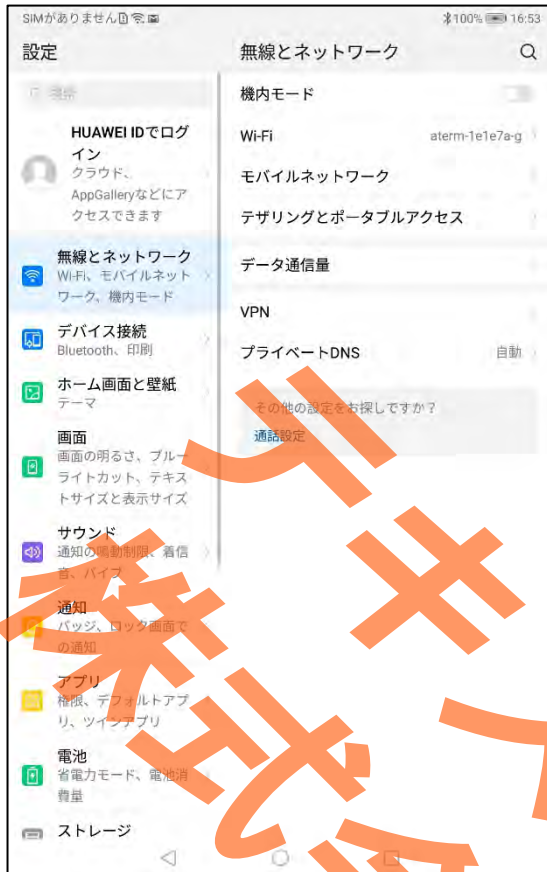 SIMがありません
100% 16:53
設定
検索
HUAWEI IDでログ
イン
クラウド、
AppGalleryなどにア
クセスできます
無線とネットワーク
Wi-Fi、モバイルネット
ワーク、機内モード
デバイス接続
Bluetooth、印刷
ホーム画面と壁紙
テーマ
画面
画面の明るさ、ブルー
ライトカット、テキス
トサイズと表示サイズ
サウンド
通知の鳴動制限、着信
音、バイブ
通知
バッジ、ロック画面で
の通知
アプリ
権限、デフォルトアプ
リ、ツインアプリ
電池
省電力モード、電池消
費量
ストレージ
無線とネットワーク
機内モード
Wi-Fi aterm-1e1e7a-g
モバイルネットワーク
テザリングとポータブルアクセス
データ通信量
VPN
プライベートDNS 自動
その他の設定をお探しですか？
通話設定
テキ
株式